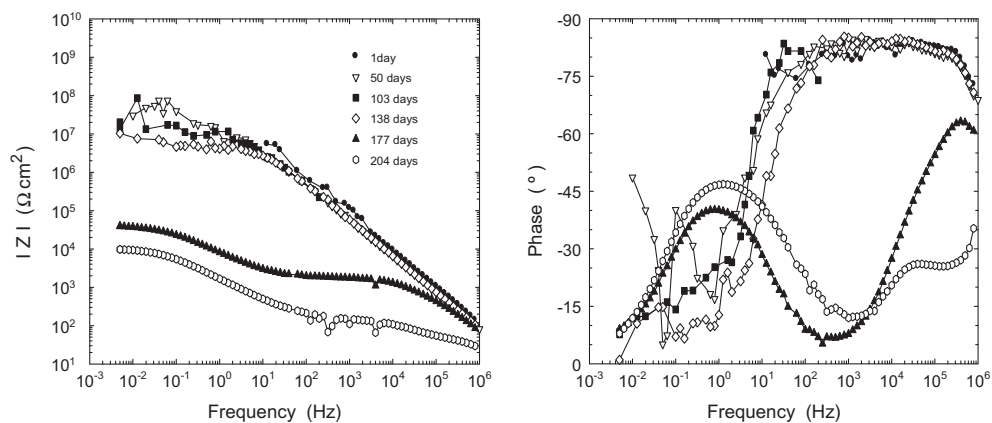 10^10
10^9
10^8
10^7
10^6
10^5
10^4
10^3
10^2
10^1
| Z | (Ω cm²)
1day
50 days
103 days
138 days
177 days
204 days
10^-3 10^-2 10^-1 10^0 10^1 10^2 10^3 10^4 10^5 10^6
Frequency (Hz)
-90
-75
-60
-45
-30
-15
0
Phase (º)
10^-3 10^-2 10^-1 10^0 10^1 10^2 10^3 10^4 10^5 10^6
Frequency (Hz)